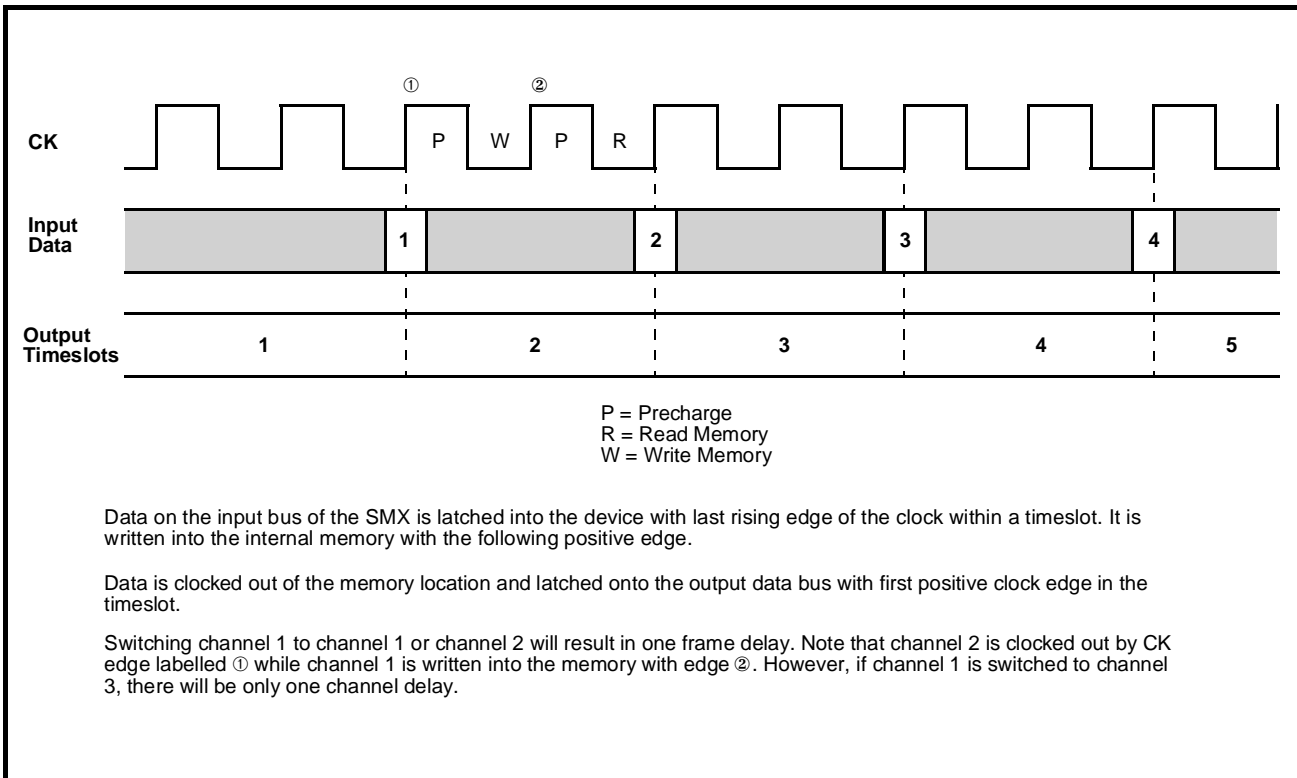 ① ②
CK P W P R
Input
Data
1 2 3 4
Output
Timeslots
1 2 3 4 5
P = Precharge
R = Read Memory
W = Write Memory
Data on the input bus of the SMX is latched into the device with last rising edge of the clock within a timeslot. It is
written into the internal memory with the following positive edge.
Data is clocked out of the memory location and latched onto the output data bus with first positive clock edge in the
timeslot.
Switching channel 1 to channel 1 or channel 2 will result in one frame delay. Note that channel 2 is clocked out by CK
edge labelled ① while channel 1 is written into the memory with edge ②. However, if channel 1 is switched to channel
3, there will be only one channel delay.